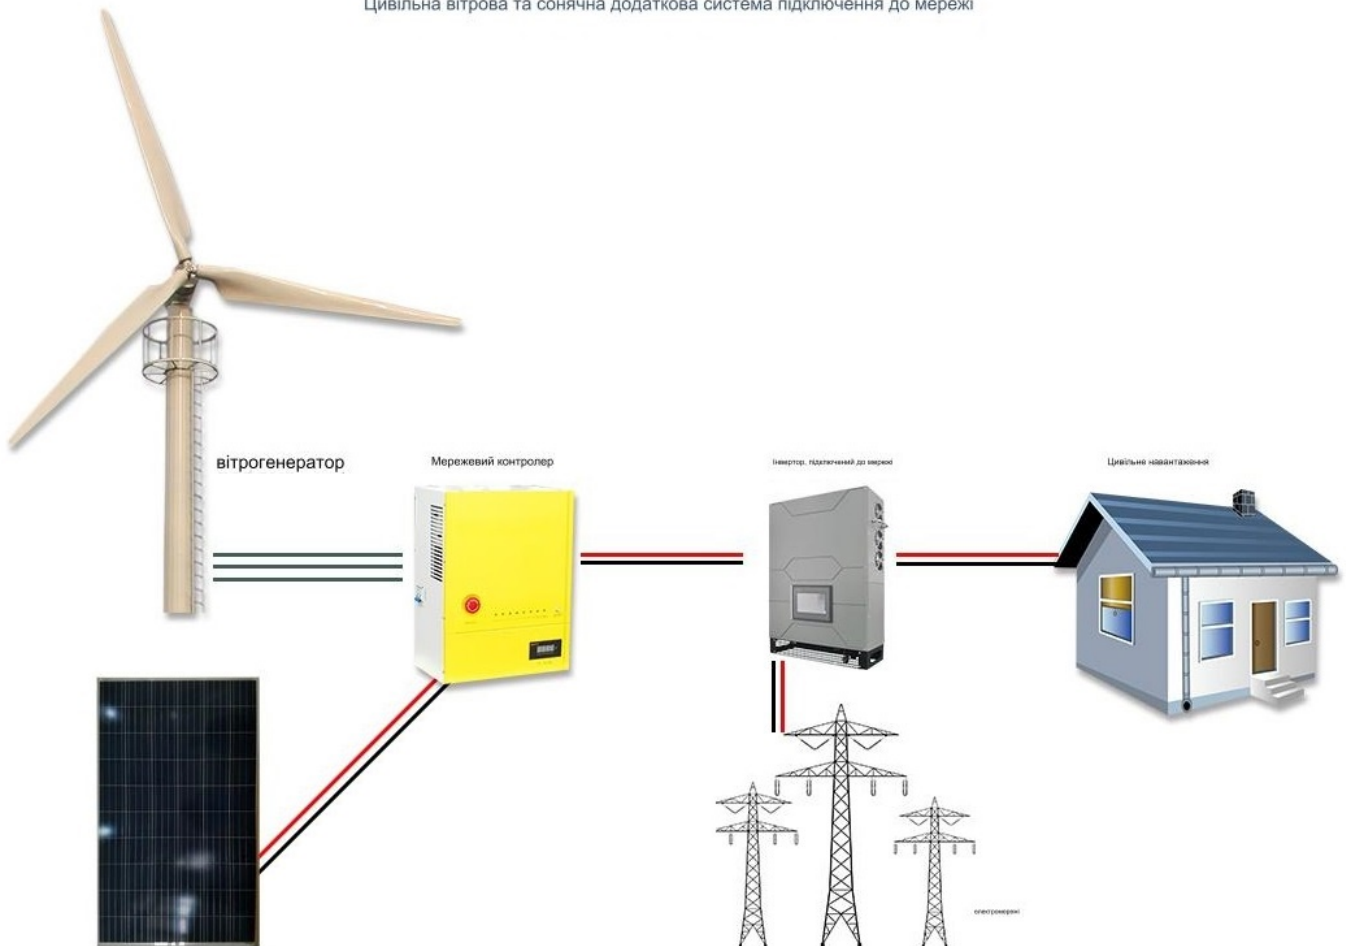 Цивільна вітрова та сонячна додаткова система підключення до мережі
вітрогенератор
Мережевий контролер
Інвертор, підключений до мережі
Цивільне навантаження
електромережі